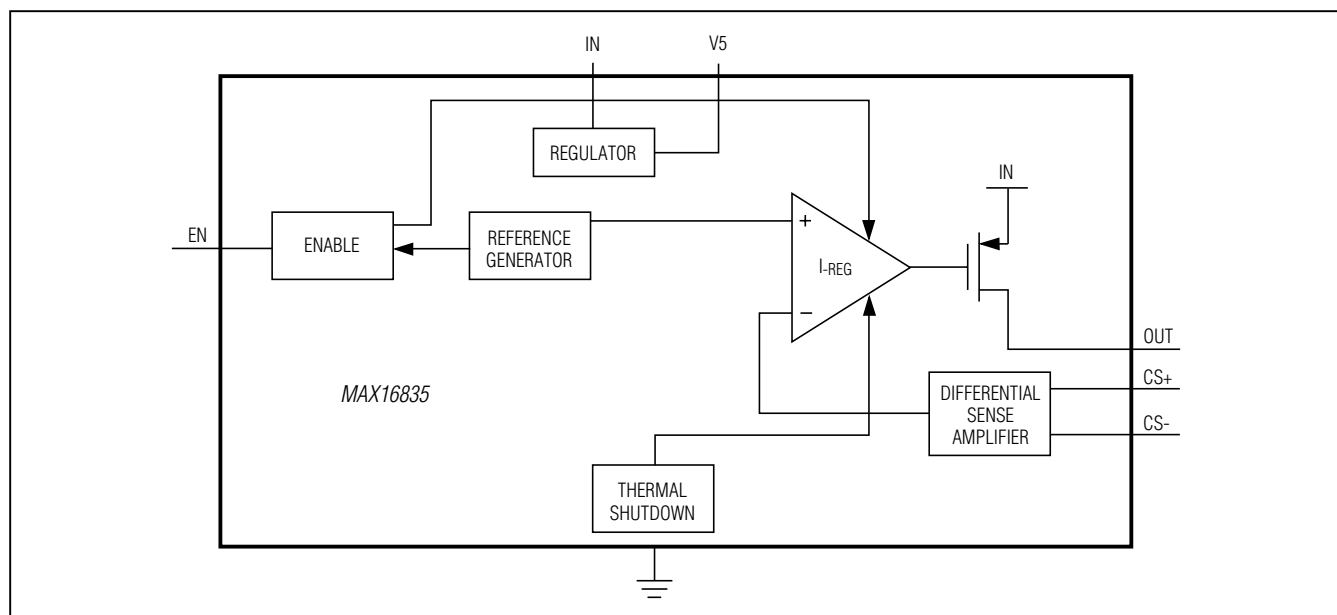 IN
V5
REGULATOR
IN
EN
ENABLE
REFERENCE
GENERATOR
+
I-REG
−
OUT
CS+
DIFFERENTIAL
SENSE
AMPLIFIER
CS-
MAX16835
THERMAL
SHUTDOWN